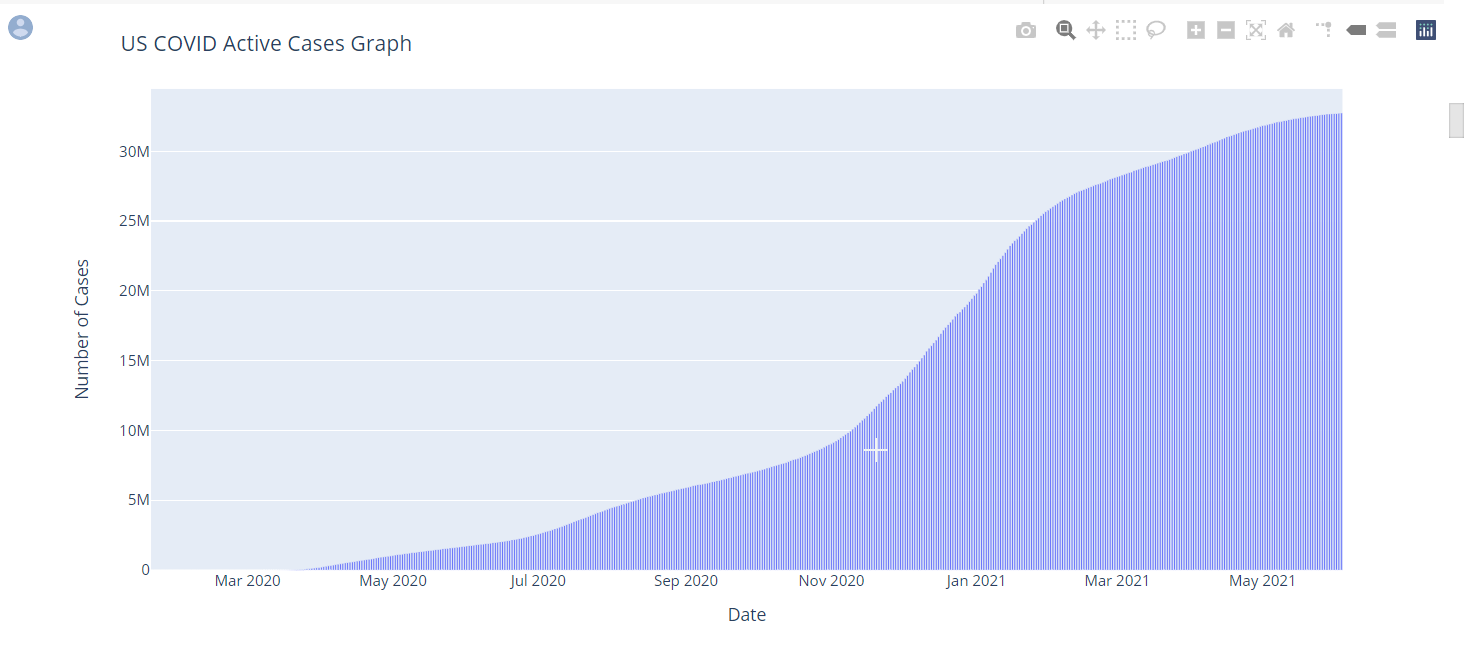 US COVID Active Cases Graph
Number of Cases
30M
25M
20M
15M
10M
5M
0
Mar 2020 May 2020 Jul 2020 Sep 2020 Nov 2020 Jan 2021 Mar 2021 May 2021
Date